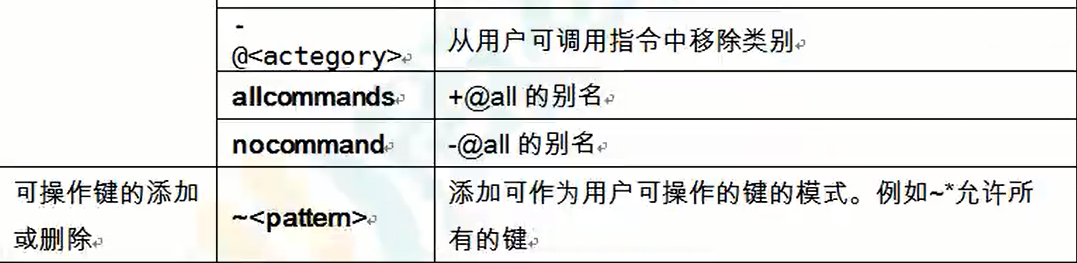 -
@<actegory>
从用户可调用指令中移除类别
allcommands
+@all 的别名
nocommand
-@all 的别名
可操作键的添加
或删除
~<pattern>
添加可作为用户可操作的键的模式。例如~*允许所
有的键